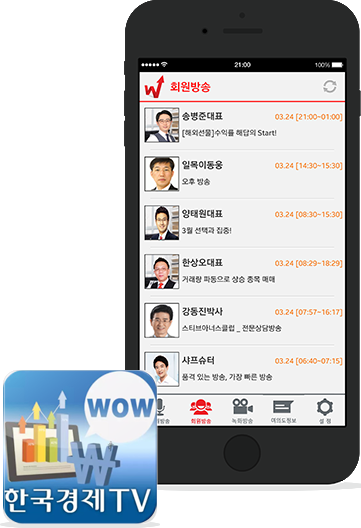 21:00
100%
회원방송
송병준대표
03.24 [21:00~01:00]
[해외선물]수익률 해답의 Start!
일목이동웅
03.24 [14:30~15:30]
오후 방송
양태원대표
03.24 [08:30~15:30]
3월 선택과 집중!
한상오대표
03.24 [08:29~18:29]
거래량 파동으로 상승 종목 매매
강동진박사
03.24 [07:57~16:17]
스티브아너스클럽 _ 전문상담방송
샤프슈터
03.24 [06:40~07:15]
품격 있는 방송, 가장 빠른 방송
방송
회원방송
녹화방송
여의도정보
설 정
WOW
한국경제TV